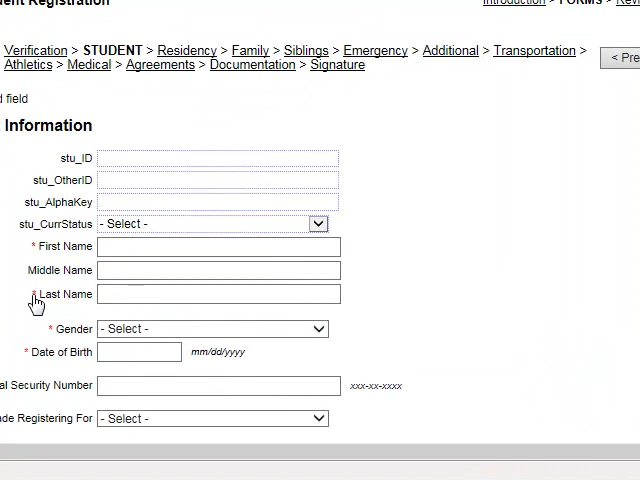 ent Registration
Introduction > FORMS > Revi
Verification > STUDENT > Residency > Family > Siblings > Emergency > Additional > Transportation >
Athletics > Medical > Agreements > Documentation > Signature
< Pre
d field
Information
stu_ID
stu_OtherID
stu_AlphaKey
stu_CurrStatus - Select -
* First Name
Middle Name
* Last Name
* Gender - Select -
* Date of Birth mm/dd/yyyy
al Security Number xxx-xx-xxxx
ade Registering For - Select -